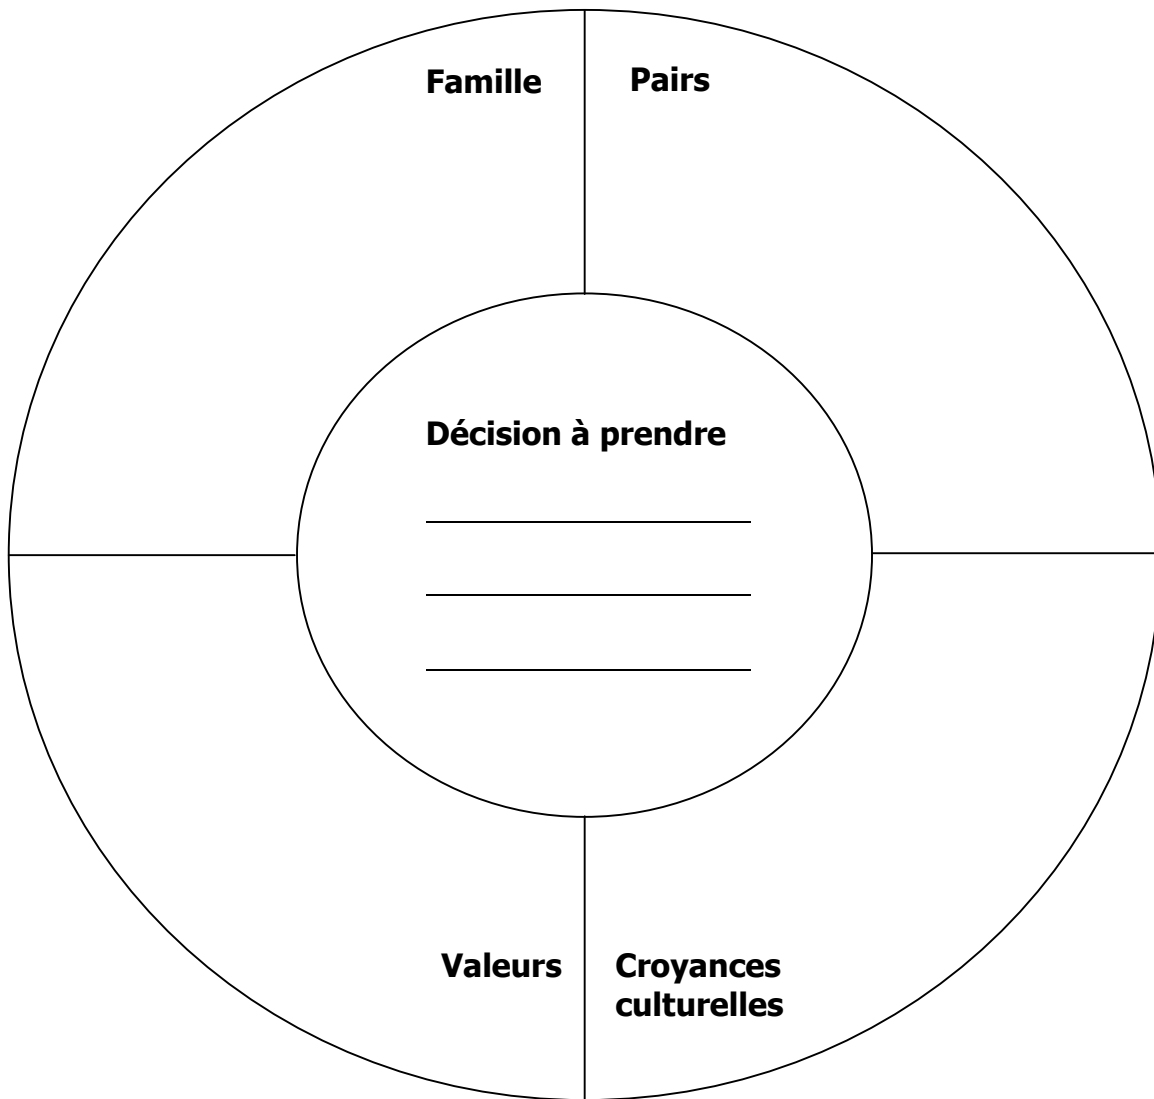 Famille
Pairs
Décision à prendre
Valeurs
Croyances
culturelles